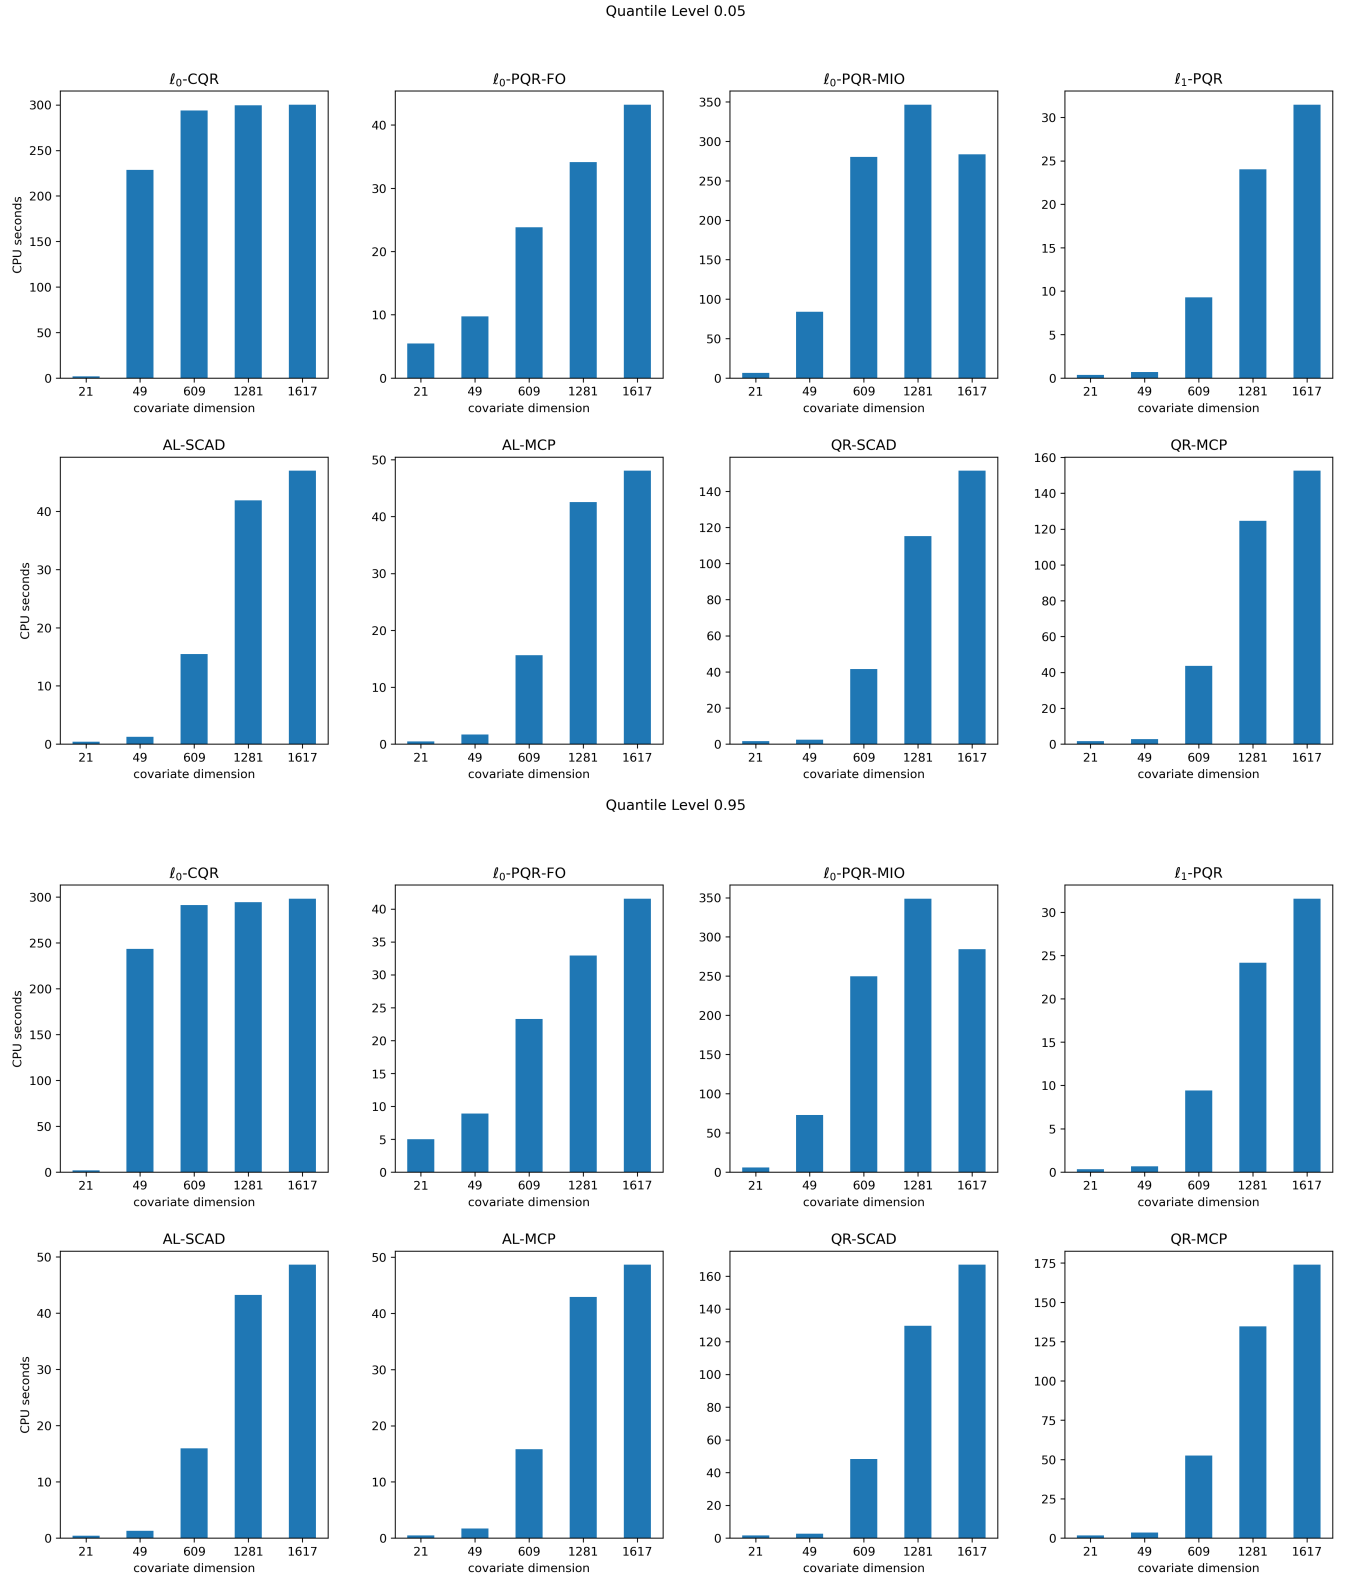 Quantile Level 0.05
ℓ₀-CQR
CPU seconds
300
250
200
150
100
50
0
21 49 609 1281 1617
covariate dimension
ℓ₀-PQR-FO
40
30
20
10
0
21 49 609 1281 1617
covariate dimension
ℓ₀-PQR-MIO
350
300
250
200
150
100
50
0
21 49 609 1281 1617
covariate dimension
ℓ₁-PQR
30
25
20
15
10
5
0
21 49 609 1281 1617
covariate dimension
AL-SCAD
CPU seconds
40
30
20
10
0
21 49 609 1281 1617
covariate dimension
AL-MCP
50
40
30
20
10
0
21 49 609 1281 1617
covariate dimension
QR-SCAD
140
120
100
80
60
40
20
0
21 49 609 1281 1617
covariate dimension
QR-MCP
160
140
120
100
80
60
40
20
0
21 49 609 1281 1617
covariate dimension
Quantile Level 0.95
ℓ₀-CQR
CPU seconds
300
250
200
150
100
50
0
21 49 609 1281 1617
covariate dimension
ℓ₀-PQR-FO
40
35
30
25
20
15
10
5
0
21 49 609 1281 1617
covariate dimension
ℓ₀-PQR-MIO
350
300
250
200
150
100
50
0
21 49 609 1281 1617
covariate dimension
ℓ₁-PQR
30
25
20
15
10
5
0
21 49 609 1281 1617
covariate dimension
AL-SCAD
CPU seconds
50
40
30
20
10
0
21 49 609 1281 1617
covariate dimension
AL-MCP
50
40
30
20
10
0
21 49 609 1281 1617
covariate dimension
QR-SCAD
160
140
120
100
80
60
40
20
0
21 49 609 1281 1617
covariate dimension
QR-MCP
175
150
125
100
75
50
25
0
21 49 609 1281 1617
covariate dimension